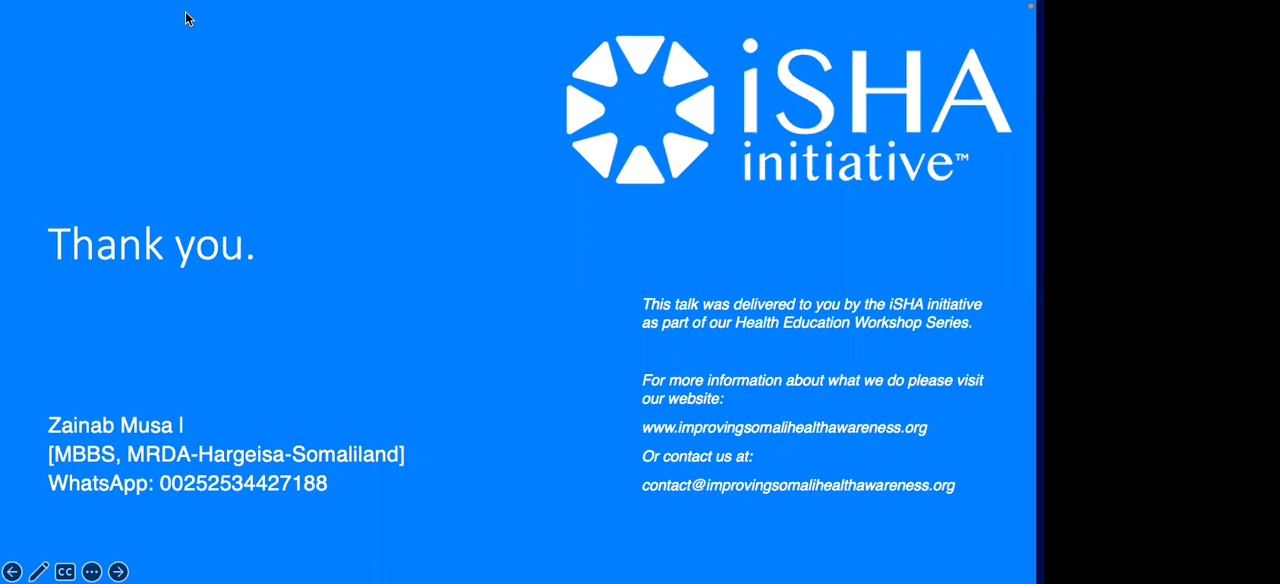 iSHA
initiative™
Thank you.
This talk was delivered to you by the iSHA initiative
as part of our Health Education Workshop Series.
For more information about what we do please visit
our website:
www.improvingsomalihealthawareness.org
Or contact us at:
contact@improvingsomalihealthawareness.org
Zainab Musa I
[MBBS, MRDA-Hargeisa-Somaliland]
WhatsApp: 00252534427188
CC